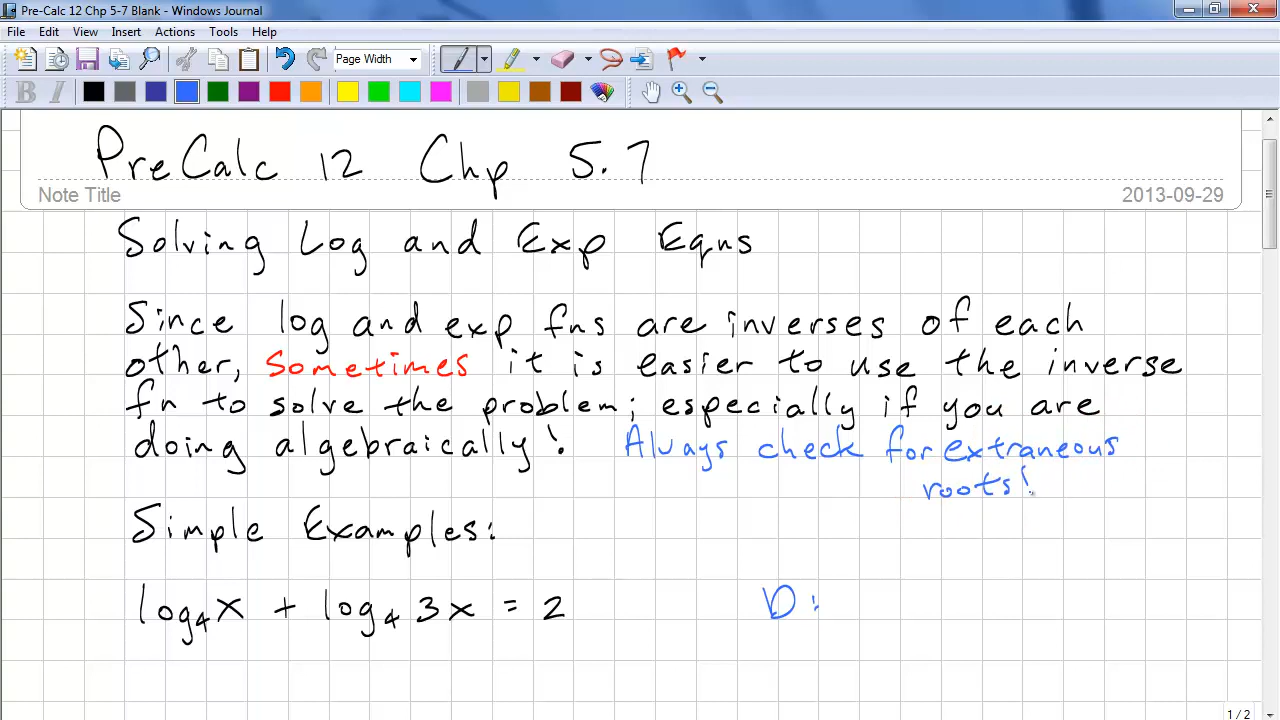 Pre-Calc 12 Chp 5-7 Blank - Windows Journal
File Edit View Insert Actions Tools Help
Page Width
B I
PreCalc 12 Chp 5.7
Note Title 2013-09-29
Solving Log and Exp Eqns
Since log and exp fns are inverses of each
other, sometimes it is easier to use the inverse
fn to solve the problem; especially if you are
doing algebraically! Always check for extraneous
roots!
Simple Examples:
log₄x + log₄ 3x = 2 D:
1 / 2